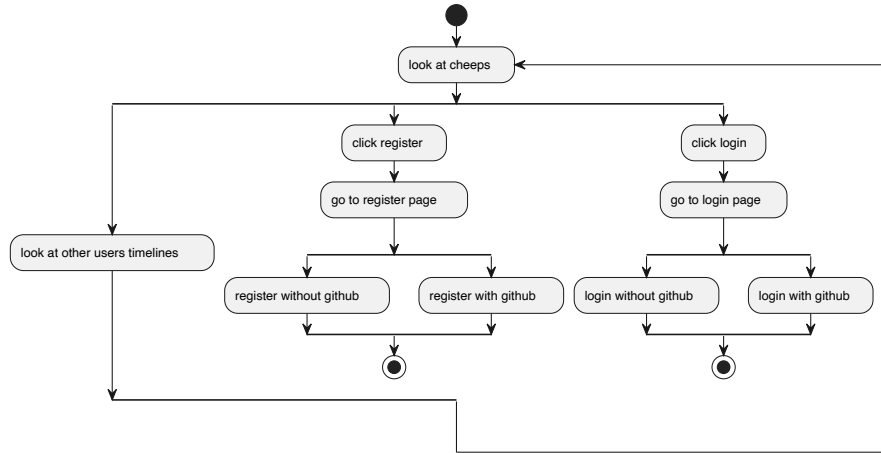 look at cheeps
click register
click login
go to register page
go to login page
look at other users timelines
register without github
register with github
login without github
login with github